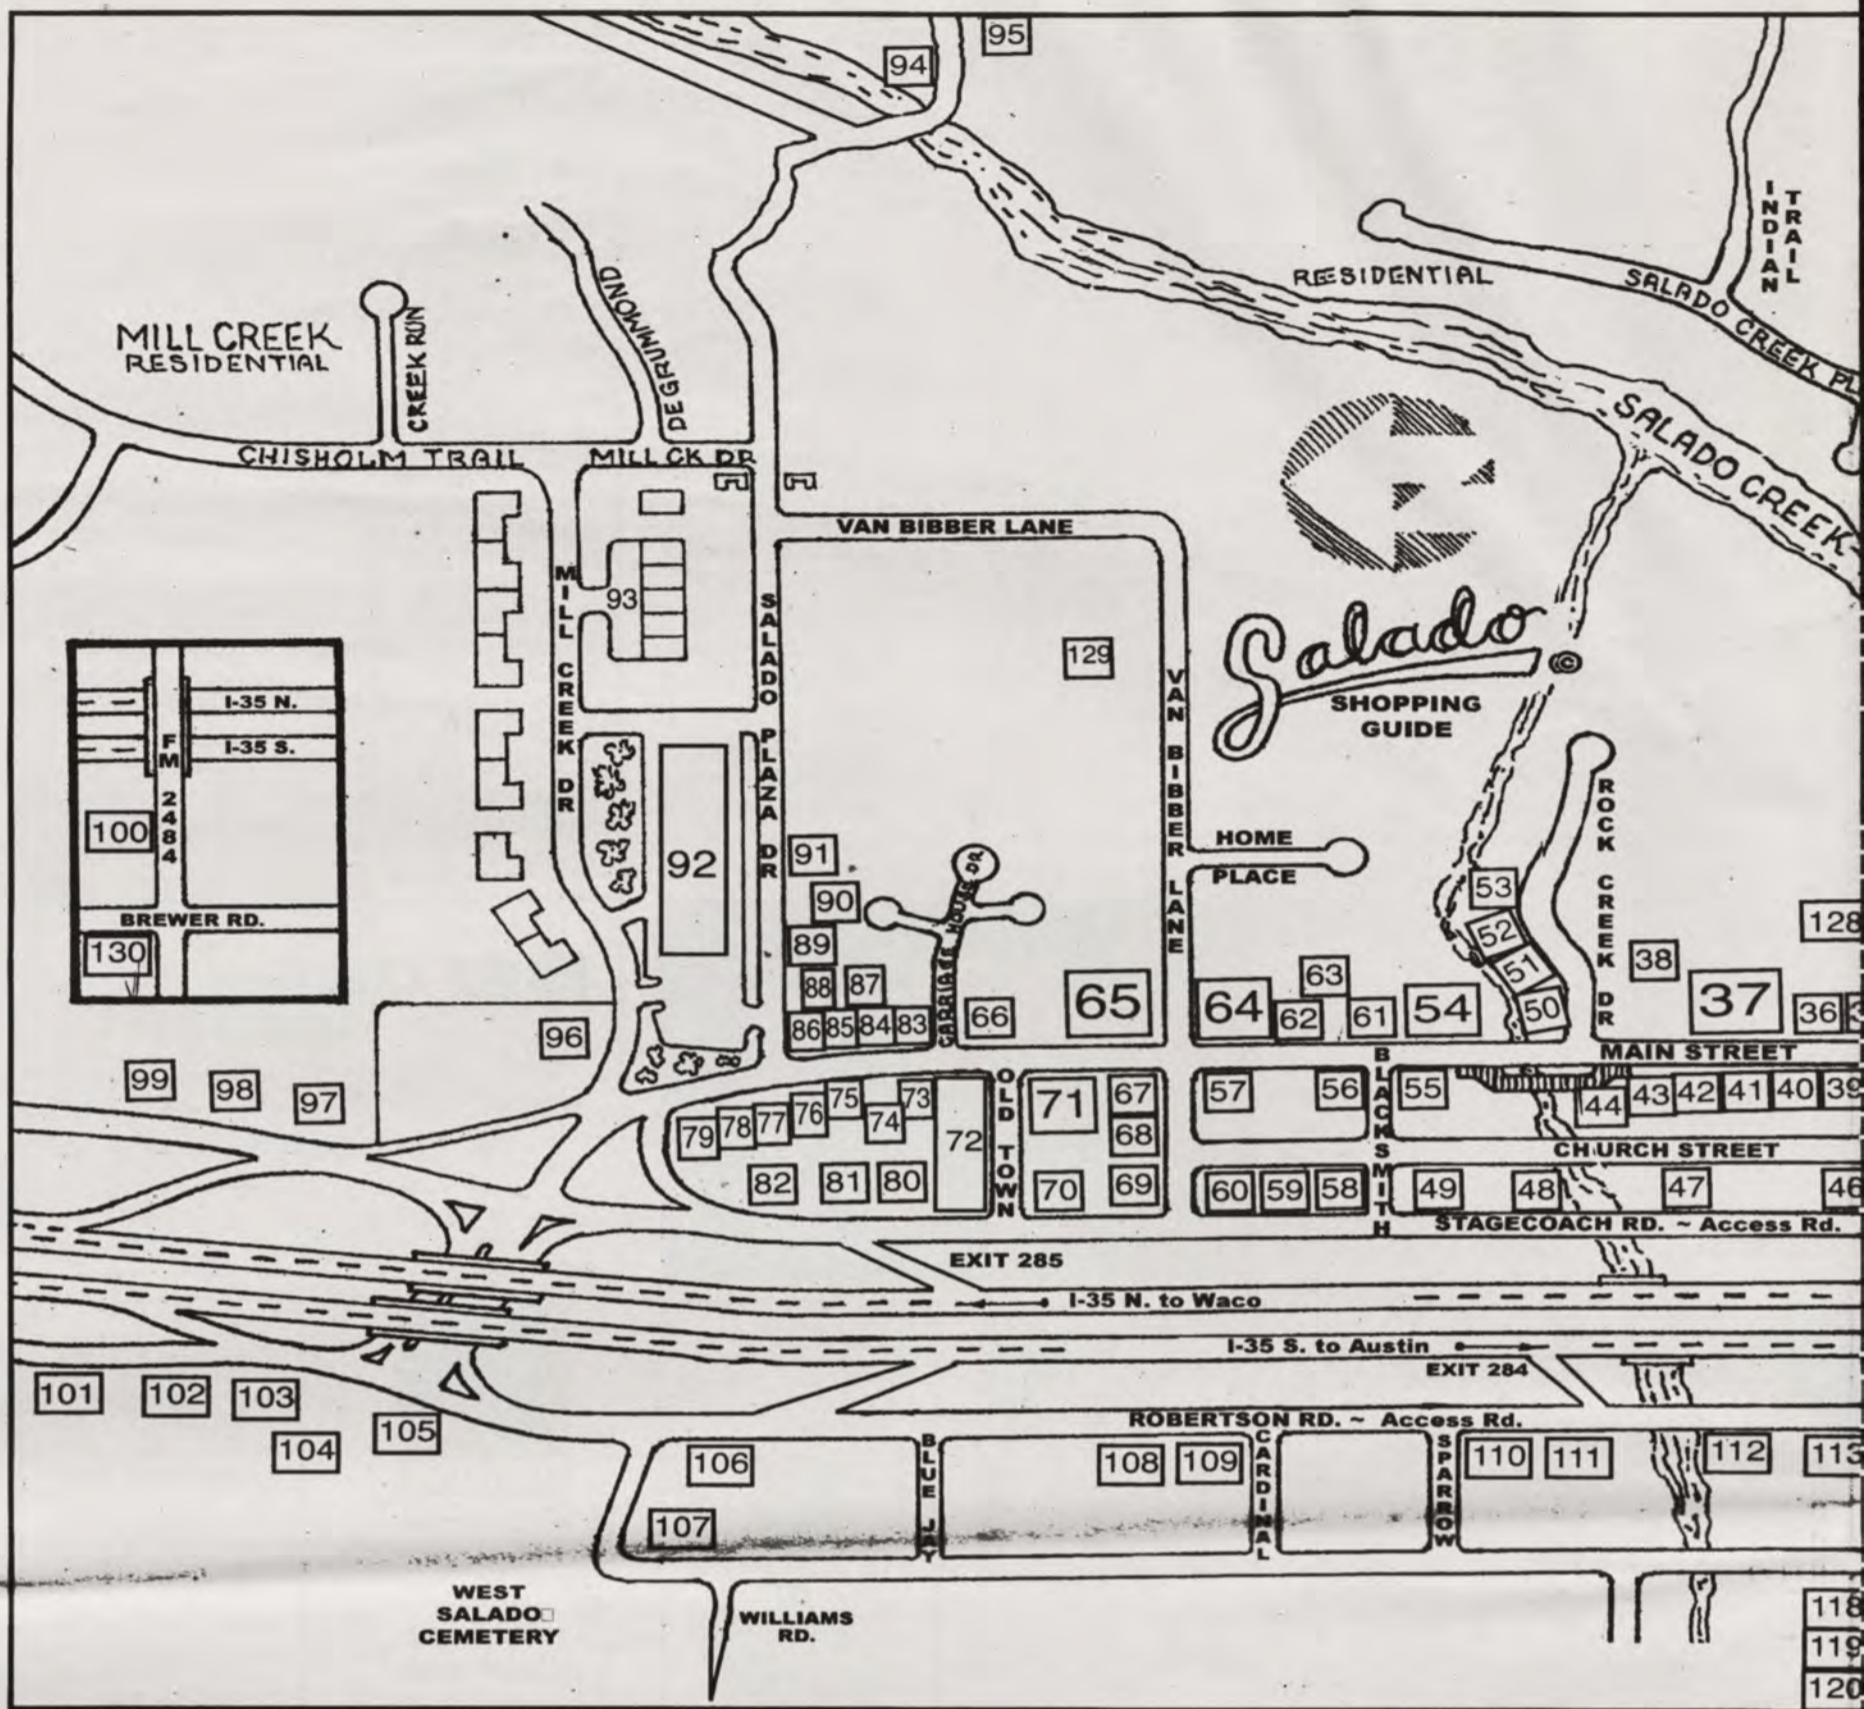 95
94
INDIAN
TRAIL
RESIDENTIAL
SALADO CREEK PL
MILL CREEK
RESIDENTIAL
CREEK RUN
DEGRUMMOND
SALADO CREEK
CHISHOLM TRAIL
MILL CK DR
VAN BIBBER LANE
MILL CREEK DR
93
SALADO PLAZA DR
129
VAN BIBBER LANE
Salado
©
SHOPPING
GUIDE
I-35 N.
I-35 S.
FM 2484
100
BREWER RD.
130
92
91
90
89
88
87
86
85
84
83
CARRIAGE HOUSE DR
66
65
HOME
PLACE
ROCK CREEK DR
53
52
51
50
38
128
37
36
64
62
63
61
54
MAIN STREET
96
99
98
97
79
78
77
76
75
74
73
72
82
81
80
OLD TOWN
71
67
68
70
69
57
56
BLACKSMITH
55
44
43
42
41
40
39
CHURCH STREET
60
59
58
49
48
47
46
STAGECOACH RD. ~ Access Rd.
EXIT 285
I-35 N. to Waco
I-35 S. to Austin
EXIT 284
101
102
103
104
105
ROBERTSON RD. ~ Access Rd.
106
107
BLUE JAY
108
109
CARDINAL
SPARROW
110
111
112
113
WEST
SALADO
CEMETERY
WILLIAMS
RD.
118
119
120